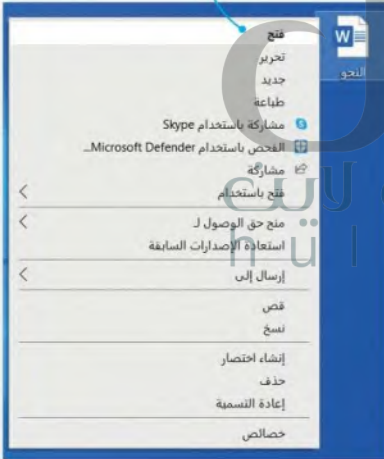 النحو
فتح
تحرير
جديد
طباعة
مشاركة باستخدام Skype
الفحص باستخدام Microsoft Defender...
مشاركة
فتح باستخدام
منح حق الوصول لـ
استعادة الإصدارات السابقة
إرسال إلى
قص
نسخ
إنشاء اختصار
حذف
إعادة التسمية
خصائص